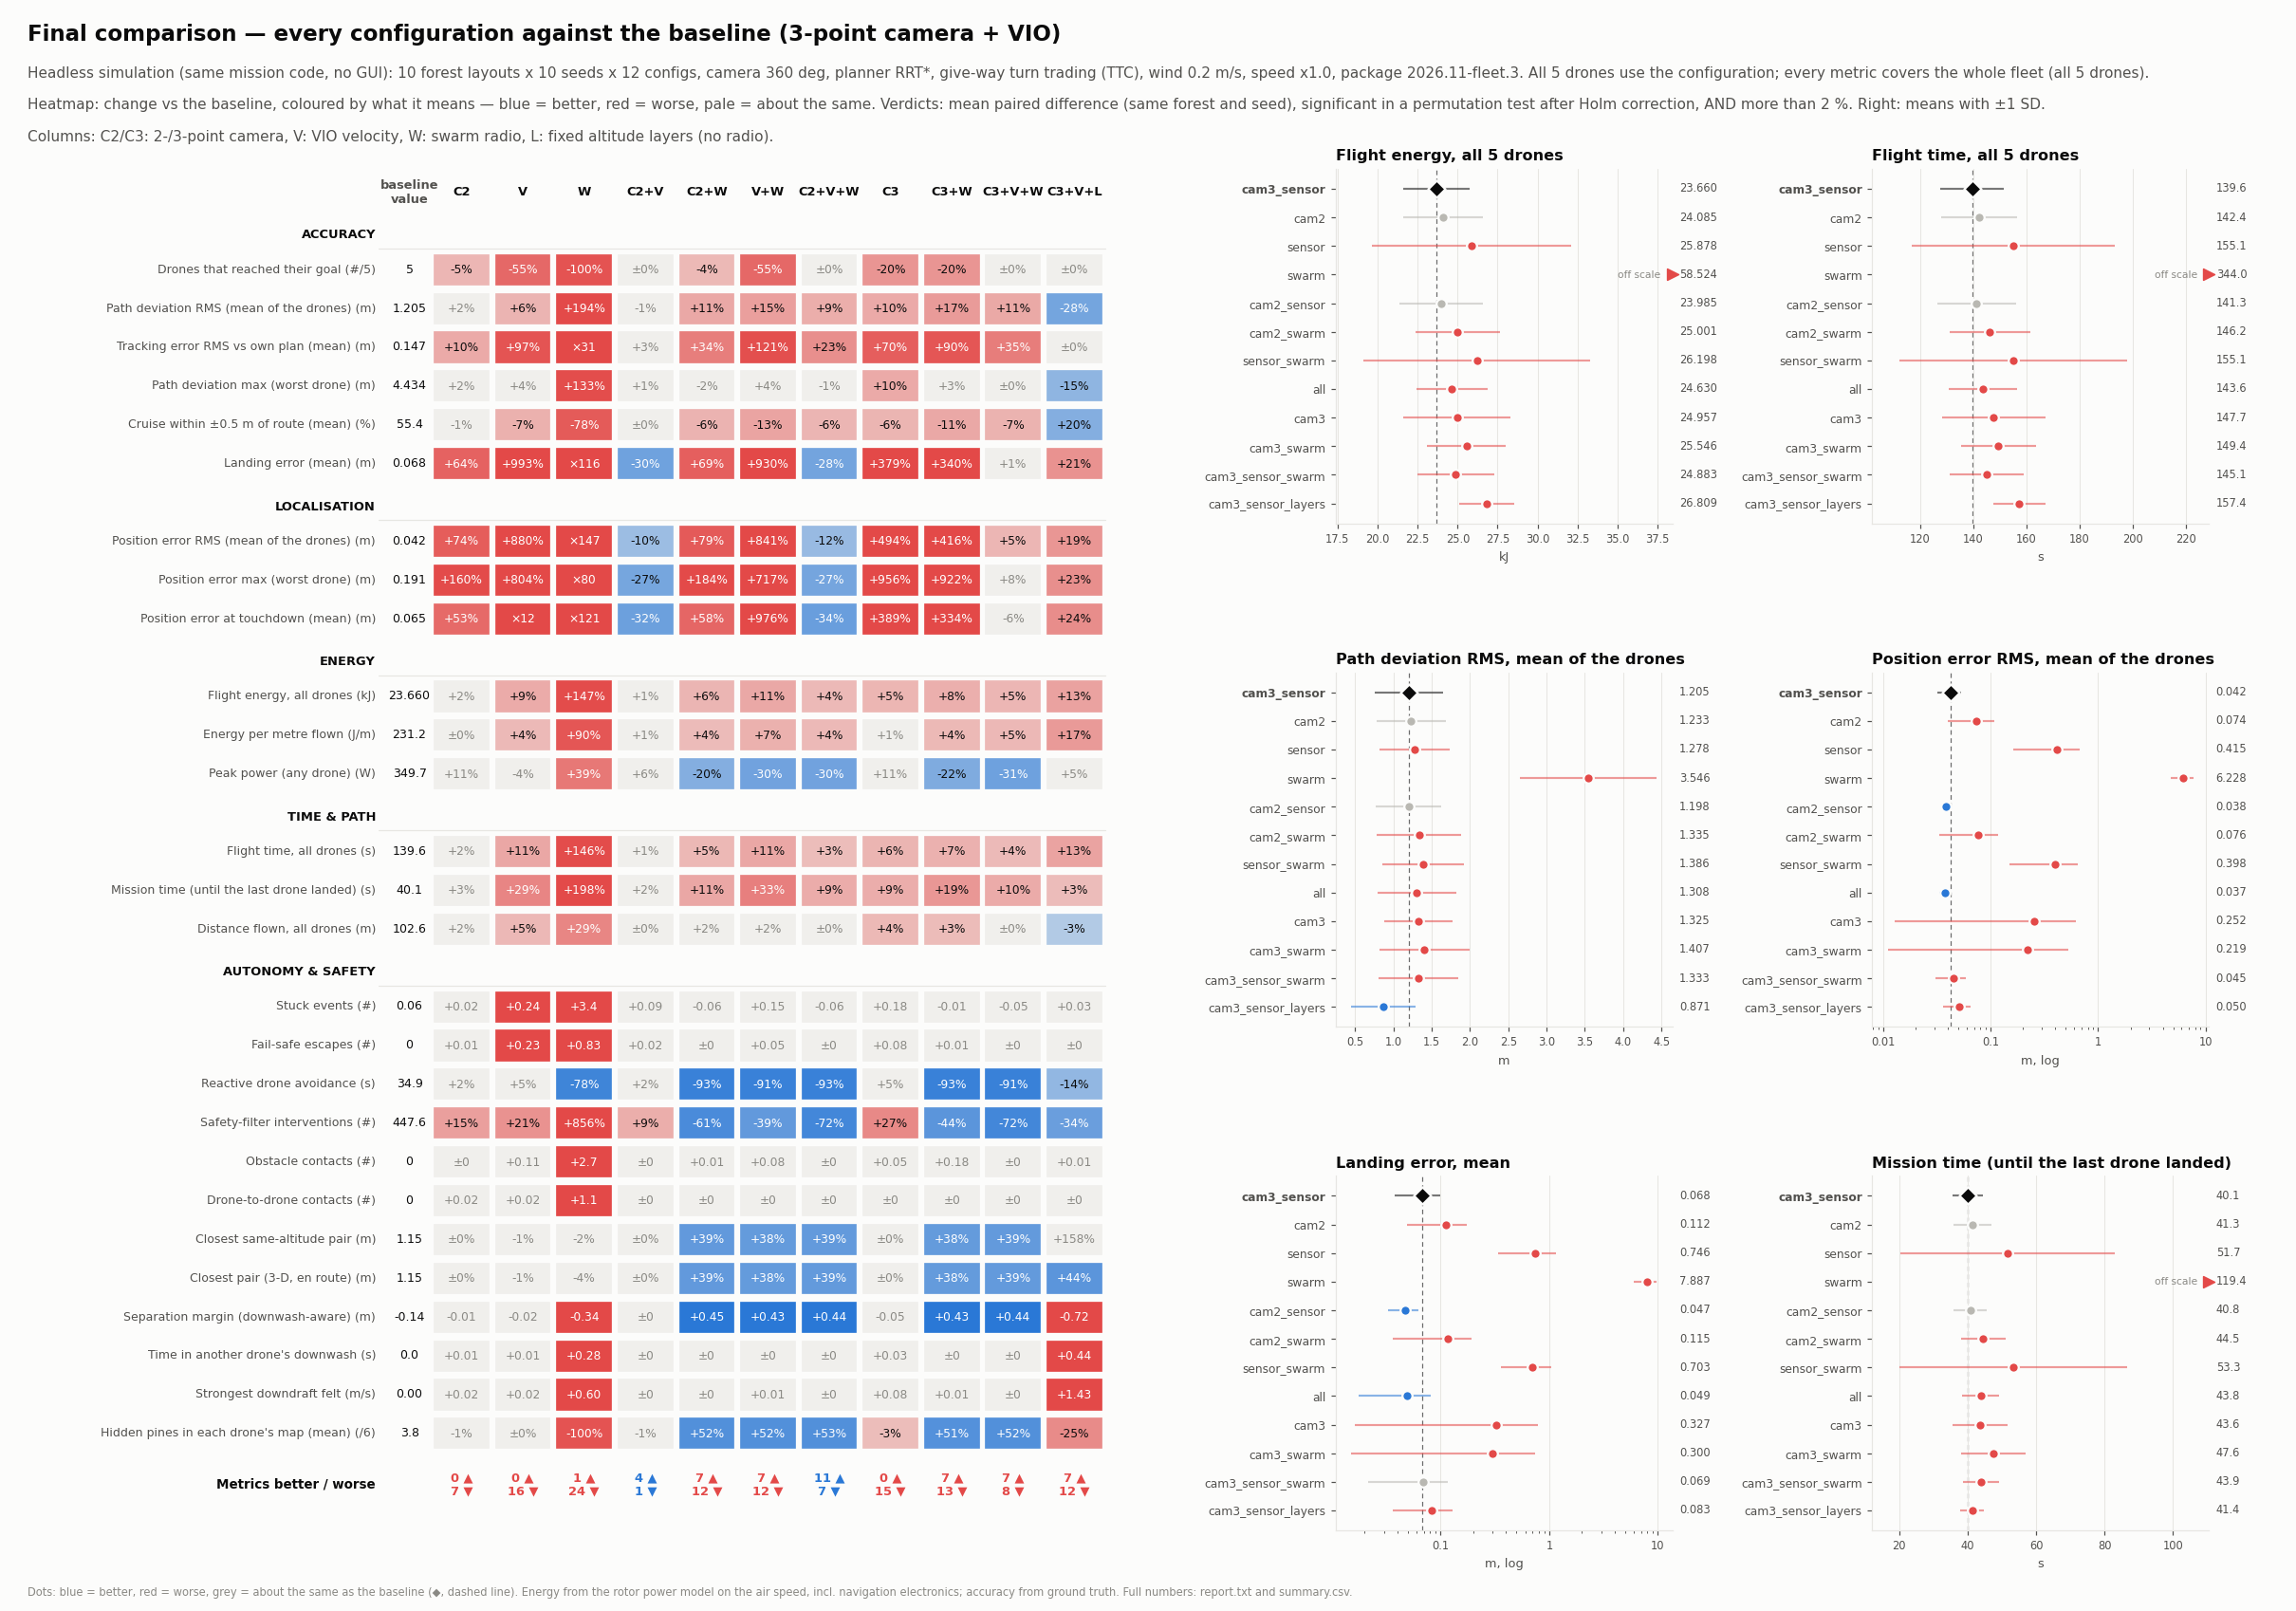 Final comparison — every configuration against the baseline (3-point camera + VIO)
Headless simulation (same mission code, no GUI): 10 forest layouts x 10 seeds x 12 configs, camera 360 deg, planner RRT*, give-way turn trading (TTC), wind 0.2 m/s, speed x1.0, package 2026.11-fleet.3. All 5 drones use the configuration; every metric covers the whole fleet (all 5 drones).
Heatmap: change vs the baseline, coloured by what it means — blue = better, red = worse, pale = about the same. Verdicts: mean paired difference (same forest and seed), significant in a permutation test after Holm correction, AND more than 2 %. Right: means with ±1 SD.
Columns: C2/C3: 2-/3-point camera, V: VIO velocity, W: swarm radio, L: fixed altitude layers (no radio).
baseline value C2 V W C2+V C2+W V+W C2+V+W C3 C3+W C3+V+W C3+V+L
ACCURACY
Drones that reached their goal (#/5) 5 -5% -55% -100% ±0% -4% -55% ±0% -20% -20% ±0% ±0%
Path deviation RMS (mean of the drones) (m) 1.205 +2% +6% +194% -1% +11% +15% +9% +10% +17% +11% -28%
Tracking error RMS vs own plan (mean) (m) 0.147 +10% +97% ×31 +3% +34% +121% +23% +70% +90% +35% ±0%
Path deviation max (worst drone) (m) 4.434 +2% +4% +133% +1% -2% +4% -1% +10% +3% ±0% -15%
Cruise within ±0.5 m of route (mean) (%) 55.4 -1% -7% -78% ±0% -6% -13% -6% -6% -11% -7% +20%
Landing error (mean) (m) 0.068 +64% +993% ×116 -30% +69% +930% -28% +379% +340% +1% +21%
LOCALISATION
Position error RMS (mean of the drones) (m) 0.042 +74% +880% ×147 -10% +79% +841% -12% +494% +416% +5% +19%
Position error max (worst drone) (m) 0.191 +160% +804% ×80 -27% +184% +717% -27% +956% +922% +8% +23%
Position error at touchdown (mean) (m) 0.065 +53% ×12 ×121 -32% +58% +976% -34% +389% +334% -6% +24%
ENERGY
Flight energy, all drones (kJ) 23.660 +2% +9% +147% +1% +6% +11% +4% +5% +8% +5% +13%
Energy per metre flown (J/m) 231.2 ±0% +4% +90% +1% +4% +7% +4% +1% +4% +5% +17%
Peak power (any drone) (W) 349.7 +11% -4% +39% +6% -20% -30% -30% +11% -22% -31% +5%
TIME & PATH
Flight time, all drones (s) 139.6 +2% +11% +146% +1% +5% +11% +3% +6% +7% +4% +13%
Mission time (until the last drone landed) (s) 40.1 +3% +29% +198% +2% +11% +33% +9% +9% +19% +10% +3%
Distance flown, all drones (m) 102.6 +2% +5% +29% ±0% +2% +2% ±0% +4% +3% ±0% -3%
AUTONOMY & SAFETY
Stuck events (#) 0.06 +0.02 +0.24 +3.4 +0.09 -0.06 +0.15 -0.06 +0.18 -0.01 -0.05 +0.03
Fail-safe escapes (#) 0 +0.01 +0.23 +0.83 +0.02 ±0 +0.05 ±0 +0.08 +0.01 ±0 ±0
Reactive drone avoidance (s) 34.9 +2% +5% -78% +2% -93% -91% -93% +5% -93% -91% -14%
Safety-filter interventions (#) 447.6 +15% +21% +856% +9% -61% -39% -72% +27% -44% -72% -34%
Obstacle contacts (#) 0 ±0 +0.11 +2.7 ±0 +0.01 +0.08 ±0 +0.05 +0.18 ±0 +0.01
Drone-to-drone contacts (#) 0 +0.02 +0.02 +1.1 ±0 ±0 ±0 ±0 ±0 ±0 ±0 ±0
Closest same-altitude pair (m) 1.15 ±0% -1% -2% ±0% +39% +38% +39% ±0% +38% +39% +158%
Closest pair (3-D, en route) (m) 1.15 ±0% -1% -4% ±0% +39% +38% +39% ±0% +38% +39% +44%
Separation margin (downwash-aware) (m) -0.14 -0.01 -0.02 -0.34 ±0 +0.45 +0.43 +0.44 -0.05 +0.43 +0.44 -0.72
Time in another drone's downwash (s) 0.0 +0.01 +0.01 +0.28 ±0 ±0 ±0 ±0 +0.03 ±0 ±0 +0.44
Strongest downdraft felt (m/s) 0.00 +0.02 +0.02 +0.60 ±0 ±0 +0.01 ±0 +0.08 +0.01 ±0 +1.43
Hidden pines in each drone's map (mean) (/6) 3.8 -1% ±0% -100% -1% +52% +52% +53% -3% +51% +52% -25%
Metrics better / worse
0 ▲ 0 ▲ 1 ▲ 4 ▲ 7 ▲ 7 ▲ 11 ▲ 0 ▲ 7 ▲ 7 ▲ 7 ▲
7 ▼ 16 ▼ 24 ▼ 1 ▼ 12 ▼ 12 ▼ 7 ▼ 15 ▼ 13 ▼ 8 ▼ 12 ▼
Flight energy, all 5 drones
cam3_sensor 23.660
cam2 24.085
sensor 25.878
swarm off scale 58.524
cam2_sensor 23.985
cam2_swarm 25.001
sensor_swarm 26.198
all 24.630
cam3 24.957
cam3_swarm 25.546
cam3_sensor_swarm 24.883
cam3_sensor_layers 26.809
17.5 20.0 22.5 25.0 27.5 30.0 32.5 35.0 37.5
kJ
Flight time, all 5 drones
cam3_sensor 139.6
cam2 142.4
sensor 155.1
swarm off scale 344.0
cam2_sensor 141.3
cam2_swarm 146.2
sensor_swarm 155.1
all 143.6
cam3 147.7
cam3_swarm 149.4
cam3_sensor_swarm 145.1
cam3_sensor_layers 157.4
120 140 160 180 200 220
s
Path deviation RMS, mean of the drones
cam3_sensor 1.205
cam2 1.233
sensor 1.278
swarm 3.546
cam2_sensor 1.198
cam2_swarm 1.335
sensor_swarm 1.386
all 1.308
cam3 1.325
cam3_swarm 1.407
cam3_sensor_swarm 1.333
cam3_sensor_layers 0.871
0.5 1.0 1.5 2.0 2.5 3.0 3.5 4.0 4.5
m
Position error RMS, mean of the drones
cam3_sensor 0.042
cam2 0.074
sensor 0.415
swarm 6.228
cam2_sensor 0.038
cam2_swarm 0.076
sensor_swarm 0.398
all 0.037
cam3 0.252
cam3_swarm 0.219
cam3_sensor_swarm 0.045
cam3_sensor_layers 0.050
0.01 0.1 1 10
m, log
Landing error, mean
cam3_sensor 0.068
cam2 0.112
sensor 0.746
swarm 7.887
cam2_sensor 0.047
cam2_swarm 0.115
sensor_swarm 0.703
all 0.049
cam3 0.327
cam3_swarm 0.300
cam3_sensor_swarm 0.069
cam3_sensor_layers 0.083
0.1 1 10
m, log
Mission time (until the last drone landed)
cam3_sensor 40.1
cam2 41.3
sensor 51.7
swarm off scale 119.4
cam2_sensor 40.8
cam2_swarm 44.5
sensor_swarm 53.3
all 43.8
cam3 43.6
cam3_swarm 47.6
cam3_sensor_swarm 43.9
cam3_sensor_layers 41.4
20 40 60 80 100
s
Dots: blue = better, red = worse, grey = about the same as the baseline (◆, dashed line). Energy from the rotor power model on the air speed, incl. navigation electronics; accuracy from ground truth. Full numbers: report.txt and summary.csv.